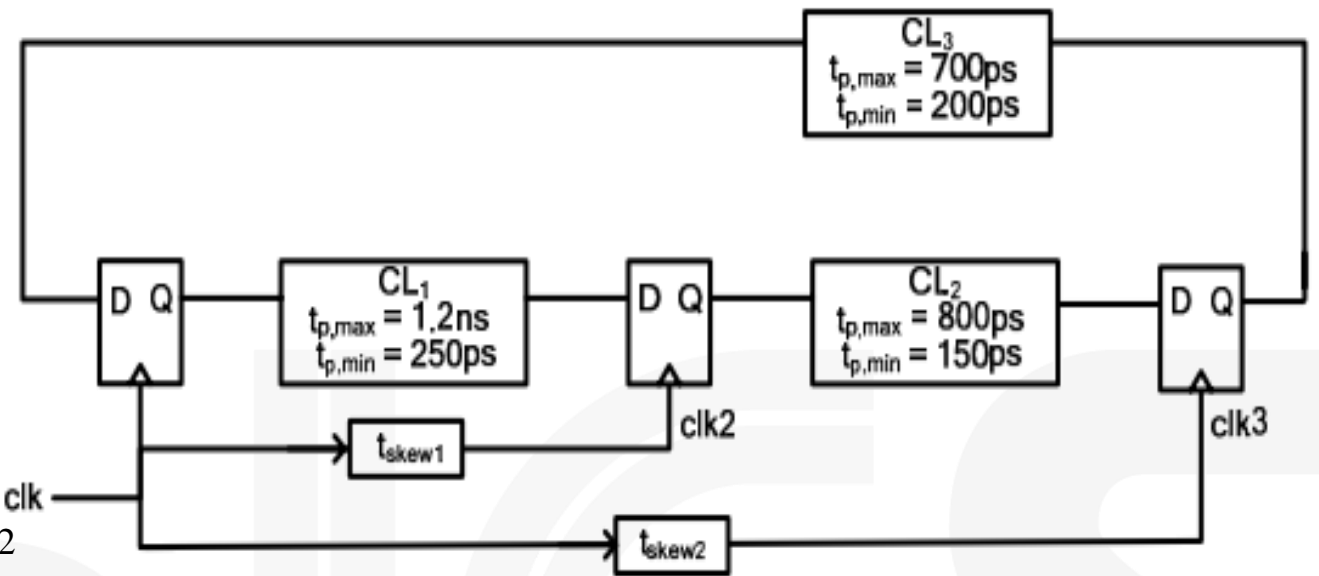 CL₃
tp,max = 700ps
tp,min = 200ps
D Q
CL₁
tp,max = 1.2ns
tp,min = 250ps
D Q
CL₂
tp,max = 800ps
tp,min = 150ps
D Q
tskew1
clk2
clk3
clk
2
tskew2